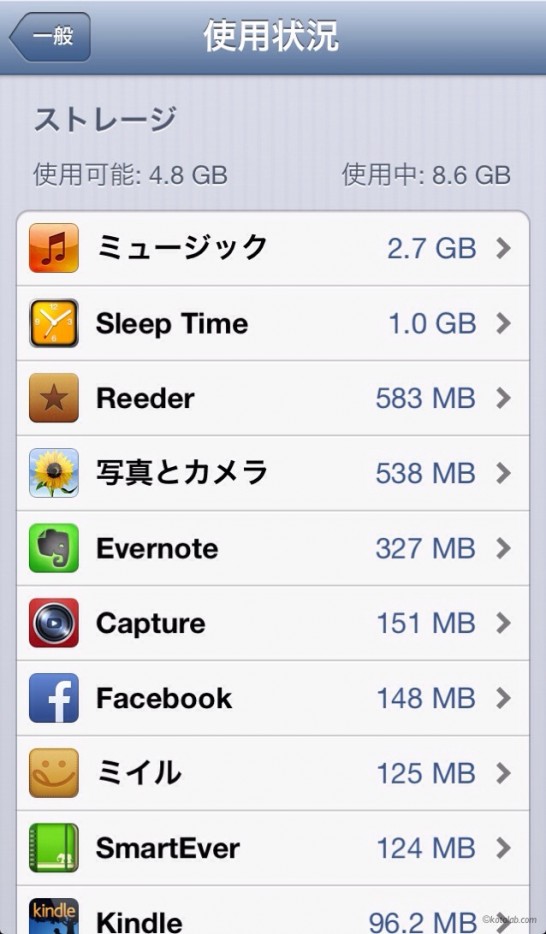 一般
使用状況
ストレージ
使用可能: 4.8 GB 使用中: 8.6 GB
ミュージック 2.7 GB
Sleep Time 1.0 GB
Reeder 583 MB
写真とカメラ 538 MB
Evernote 327 MB
Capture 151 MB
Facebook 148 MB
ミイル 125 MB
SmartEver 124 MB
kindle
Kindle 96.2 MB